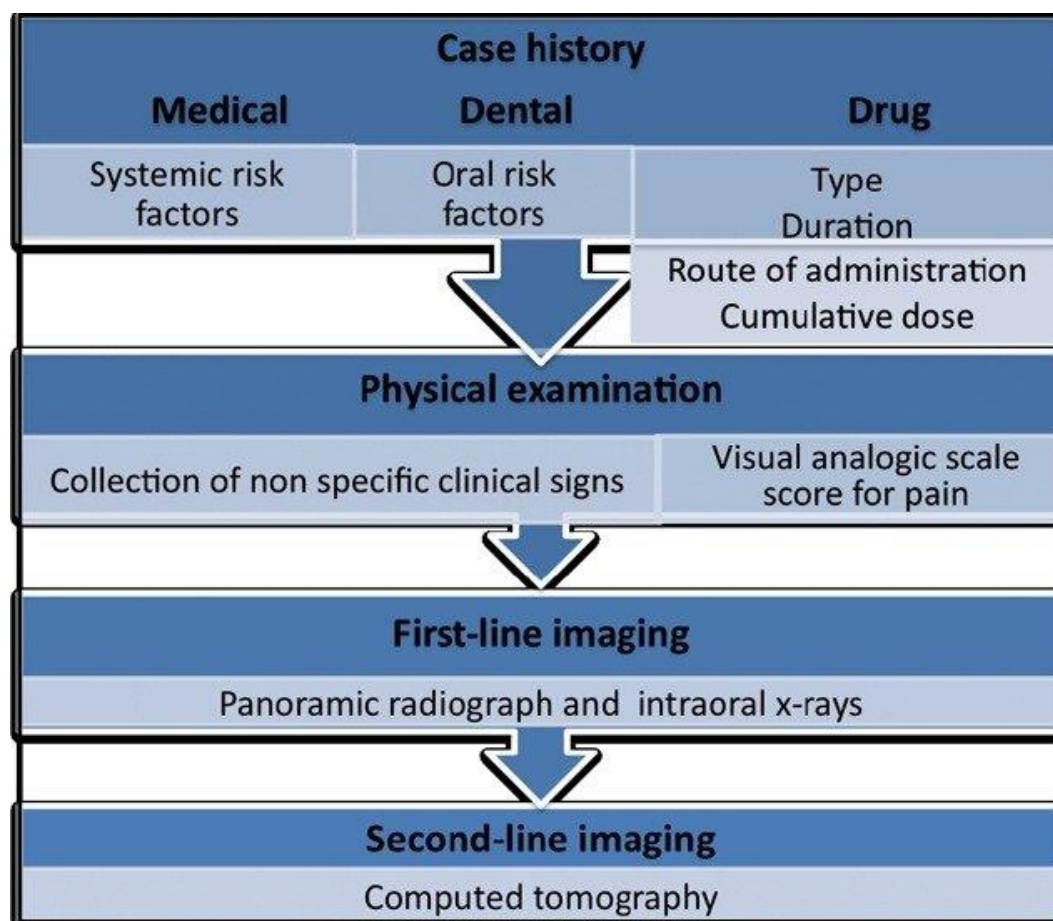 Case history
Medical Dental Drug
Systemic risk
factors
Oral risk
factors
Type
Duration
Route of administration
Cumulative dose
Physical examination
Collection of non specific clinical signs
Visual analogic scale
score for pain
First-line imaging
Panoramic radiograph and intraoral x-rays
Second-line imaging
Computed tomography